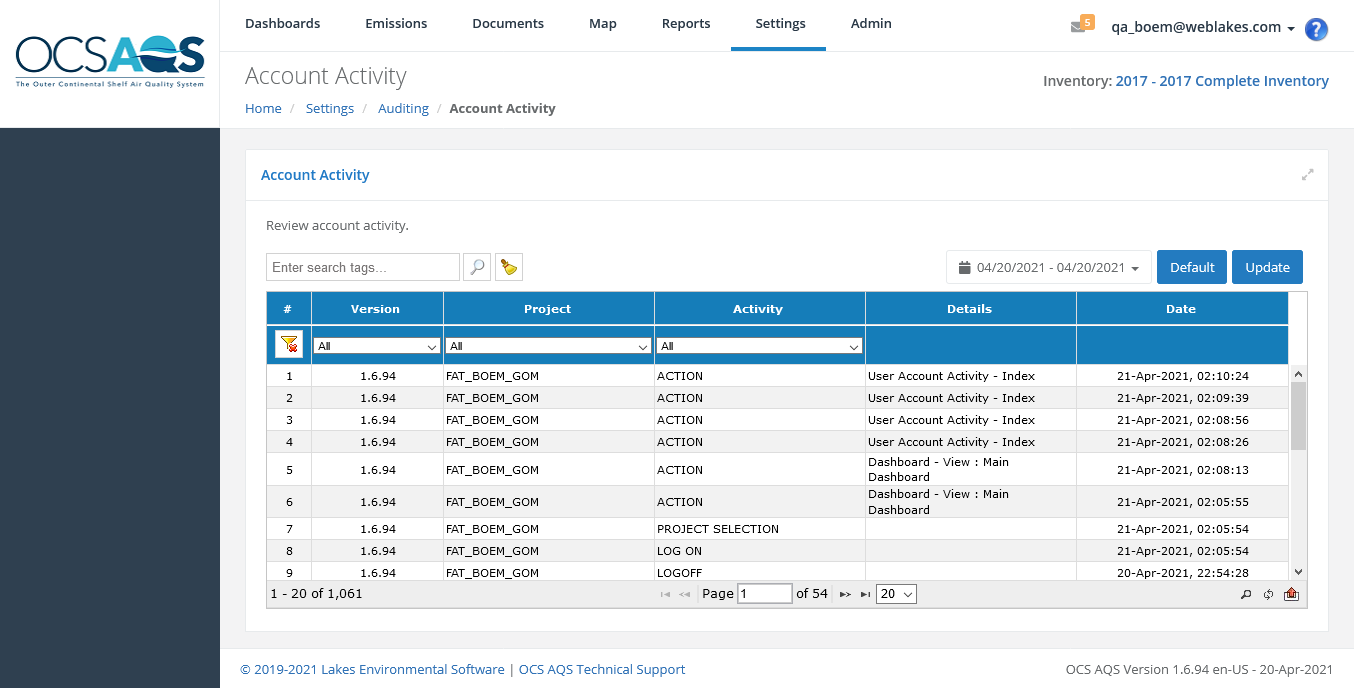 Dashboards Emissions Documents Map Reports Settings Admin 5 qa_boem@weblakes.com ?
OCSAQS
The Outer Continental Shelf Air Quality System
Account Activity
Inventory: 2017 - 2017 Complete Inventory
Home / Settings / Auditing / Account Activity
Account Activity
Review account activity.
Enter search tags... 04/20/2021 - 04/20/2021 Default Update
# Version Project Activity Details Date
All All All
1 1.6.94 FAT_BOEM_GOM ACTION User Account Activity - Index 21-Apr-2021, 02:10:24
2 1.6.94 FAT_BOEM_GOM ACTION User Account Activity - Index 21-Apr-2021, 02:09:39
3 1.6.94 FAT_BOEM_GOM ACTION User Account Activity - Index 21-Apr-2021, 02:08:56
4 1.6.94 FAT_BOEM_GOM ACTION User Account Activity - Index 21-Apr-2021, 02:08:26
5 1.6.94 FAT_BOEM_GOM ACTION Dashboard - View : Main Dashboard 21-Apr-2021, 02:08:13
6 1.6.94 FAT_BOEM_GOM ACTION Dashboard - View : Main Dashboard 21-Apr-2021, 02:05:55
7 1.6.94 FAT_BOEM_GOM PROJECT SELECTION 21-Apr-2021, 02:05:54
8 1.6.94 FAT_BOEM_GOM LOG ON 21-Apr-2021, 02:05:54
9 1.6.94 FAT_BOEM_GOM LOGOFF 20-Apr-2021, 22:54:28
1 - 20 of 1,061 Page 1 of 54 20
© 2019-2021 Lakes Environmental Software | OCS AQS Technical Support
OCS AQS Version 1.6.94 en-US - 20-Apr-2021